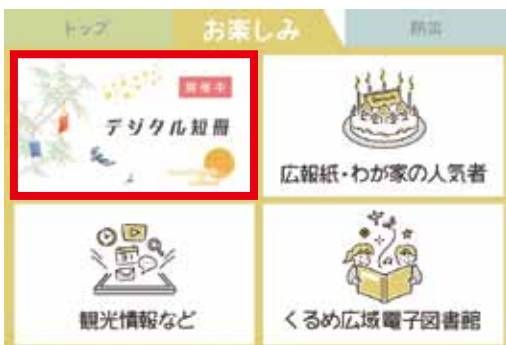 トップ
お楽しみ
防災
開催中
デジタル短冊
広報紙・わが家の人気者
観光情報など
くるめ広域電子図書館